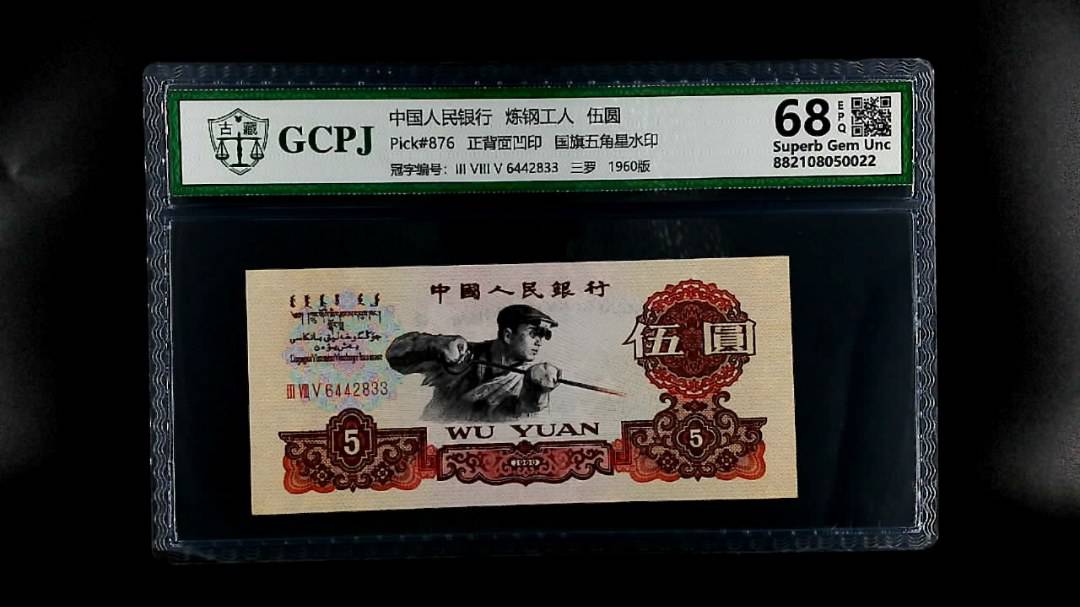 古藏
GCPJ
中国人民银行 炼钢工人 伍圆
Pick#876 正背面凹印 国旗五角星水印
冠字编号: III VIII V 6442833 三罗 1960版
68
EPQ
Superb Gem Unc
882108050022
中國人民銀行
伍圓
III VIII V 6442833
WU YUAN
5
1960
5